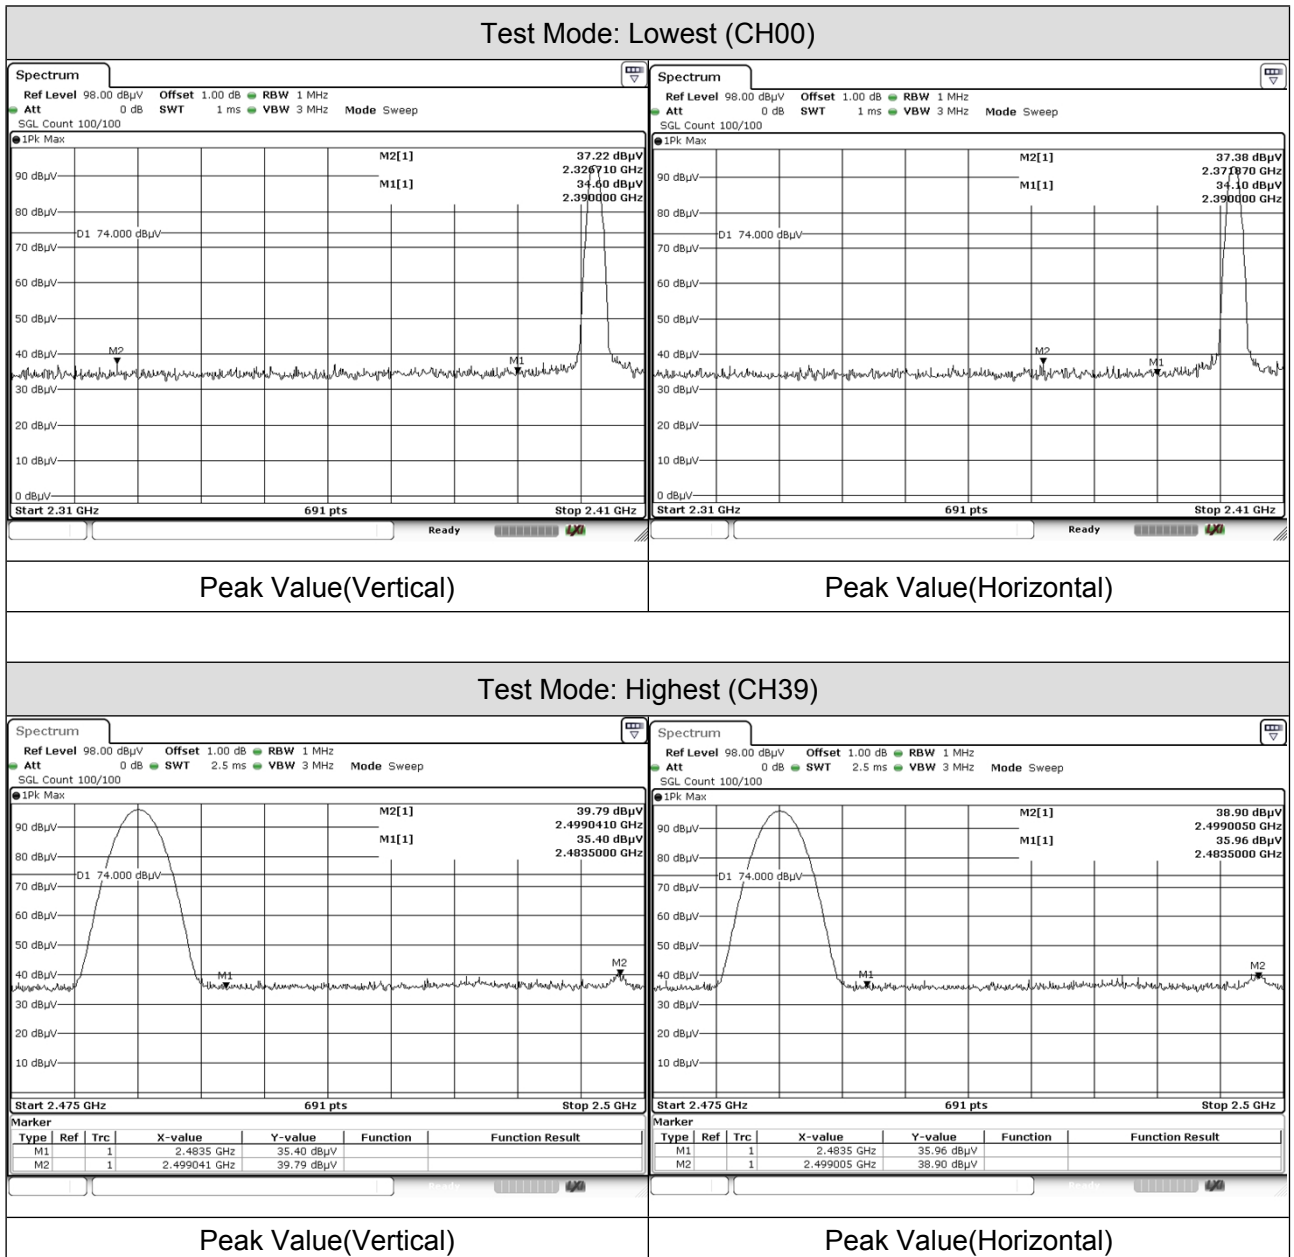 Test Mode: Lowest (CH00)
Spectrum
Ref Level 98.00 dBµV Offset 1.00 dB RBW 1 MHz
Att 0 dB SWT 1 ms VBW 3 MHz Mode Sweep
SGL Count 100/100
1Pk Max
M2[1] 37.22 dBµV
2.326710 GHz
M1[1] 34.60 dBµV
2.390000 GHz
90 dBµV
80 dBµV
D1 74.000 dBµV
70 dBµV
60 dBµV
50 dBµV
40 dBµV
M2
M1
30 dBµV
20 dBµV
10 dBµV
0 dBµV
Start 2.31 GHz 691 pts Stop 2.41 GHz
Ready
Spectrum
Ref Level 98.00 dBµV Offset 1.00 dB RBW 1 MHz
Att 0 dB SWT 1 ms VBW 3 MHz Mode Sweep
SGL Count 100/100
1Pk Max
M2[1] 37.38 dBµV
2.371870 GHz
M1[1] 34.10 dBµV
2.390000 GHz
90 dBµV
80 dBµV
D1 74.000 dBµV
70 dBµV
60 dBµV
50 dBµV
40 dBµV
M2
M1
30 dBµV
20 dBµV
10 dBµV
0 dBµV
Start 2.31 GHz 691 pts Stop 2.41 GHz
Ready
Peak Value(Vertical) Peak Value(Horizontal)
Test Mode: Highest (CH39)
Spectrum
Ref Level 98.00 dBµV Offset 1.00 dB RBW 1 MHz
Att 0 dB SWT 2.5 ms VBW 3 MHz Mode Sweep
SGL Count 100/100
1Pk Max
M2[1] 39.79 dBµV
2.4990410 GHz
M1[1] 35.40 dBµV
2.4835000 GHz
90 dBµV
80 dBµV
D1 74.000 dBµV
70 dBµV
60 dBµV
50 dBµV
M2
40 dBµV
M1
30 dBµV
20 dBµV
10 dBµV
Start 2.475 GHz 691 pts Stop 2.5 GHz
Marker
Type Ref Trc X-value Y-value Function Function Result
M1 1 2.4835 GHz 35.40 dBµV
M2 1 2.499041 GHz 39.79 dBµV
Ready
Spectrum
Ref Level 98.00 dBµV Offset 1.00 dB RBW 1 MHz
Att 0 dB SWT 2.5 ms VBW 3 MHz Mode Sweep
SGL Count 100/100
1Pk Max
M2[1] 38.90 dBµV
2.4990050 GHz
M1[1] 35.96 dBµV
2.4835000 GHz
90 dBµV
80 dBµV
D1 74.000 dBµV
70 dBµV
60 dBµV
50 dBµV
M2
40 dBµV
M1
30 dBµV
20 dBµV
10 dBµV
Start 2.475 GHz 691 pts Stop 2.5 GHz
Marker
Type Ref Trc X-value Y-value Function Function Result
M1 1 2.4835 GHz 35.96 dBµV
M2 1 2.499005 GHz 38.90 dBµV
Ready
Peak Value(Vertical) Peak Value(Horizontal)